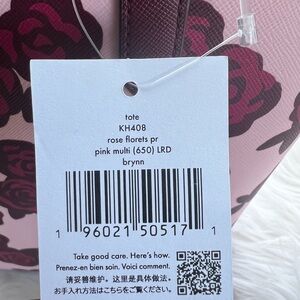 tote
KH408
rose florets pr
pink multi (650) LRD
brynn
1 96021 50517 1
Take good care. Here's how.
Prenez-en bien soin. Voici comment.
请妥善维护。这里是具体做法。
お手入れ方法はこちらをご覧ください